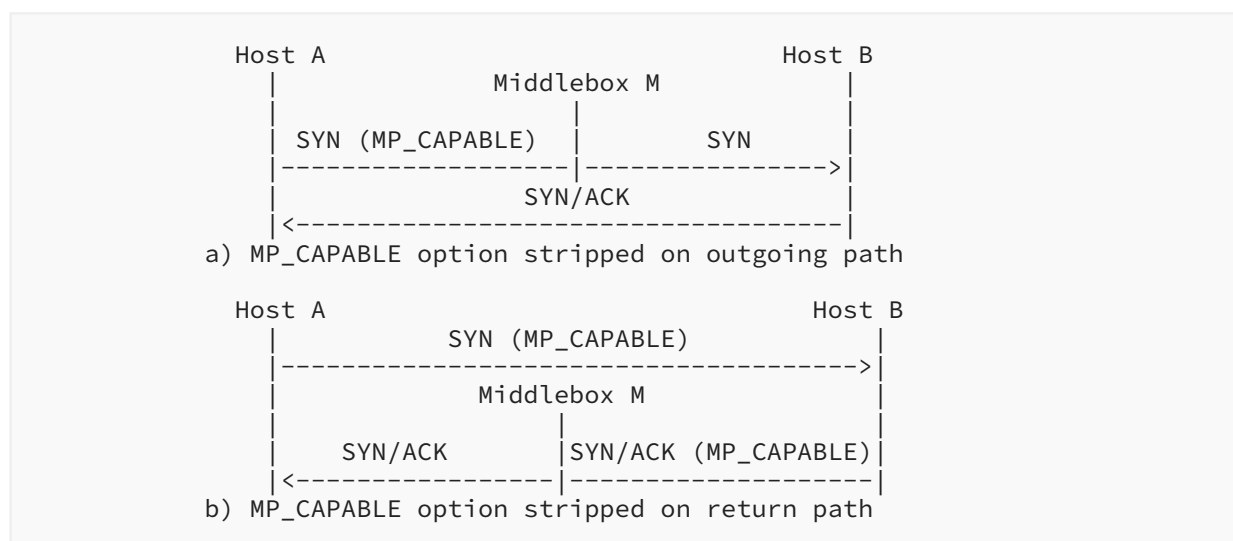 Host A Host B
Middlebox M
SYN (MP_CAPABLE) SYN
SYN/ACK
a) MP_CAPABLE option stripped on outgoing path
Host A Host B
SYN (MP_CAPABLE)
Middlebox M
SYN/ACK SYN/ACK (MP_CAPABLE)
b) MP_CAPABLE option stripped on return path